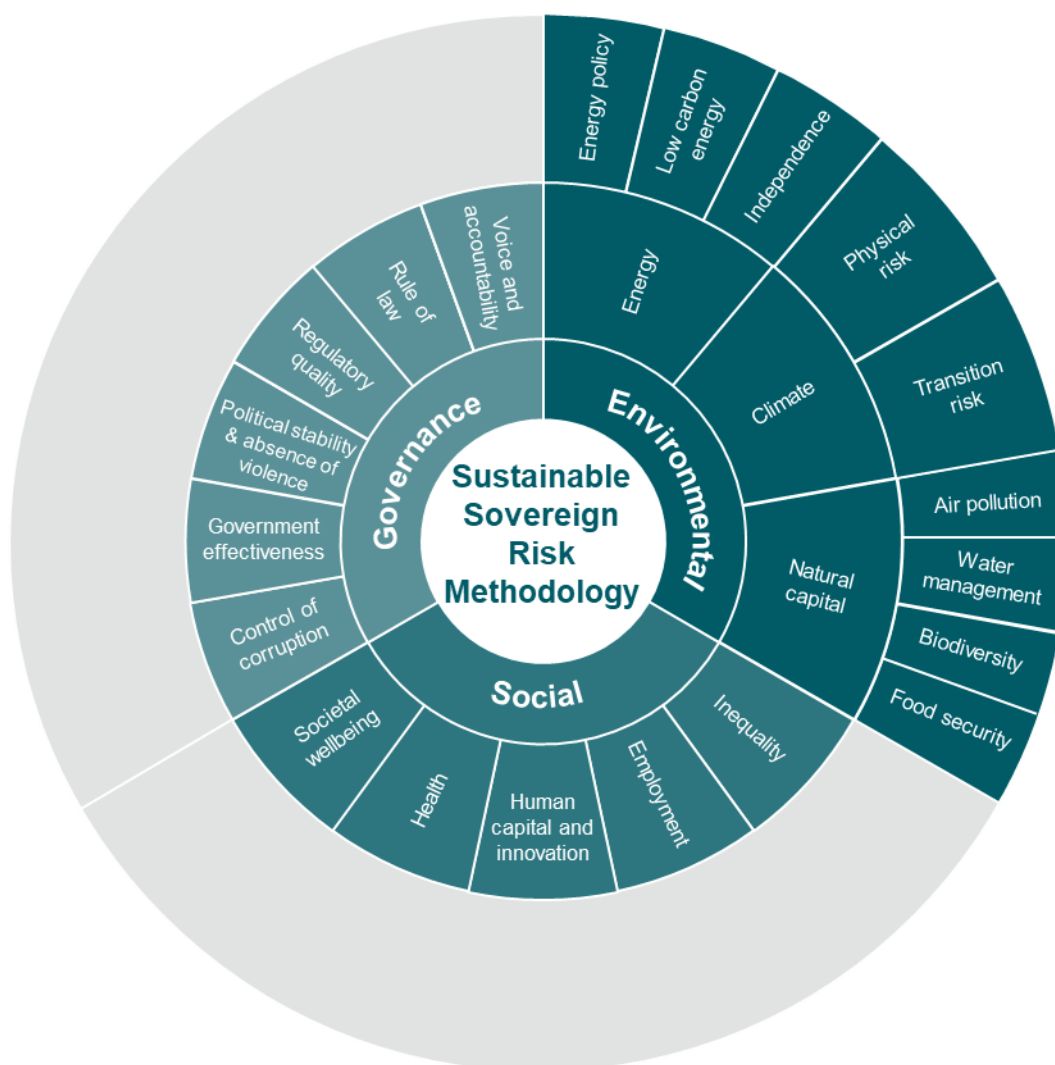 Sustainable
Sovereign
Risk
Methodology
Environmental
Energy
Energy policy
Low carbon
energy
Independence
Climate
Physical
risk
Transition
risk
Natural
capital
Air pollution
Water
management
Biodiversity
Food security
Social
Inequality
Employment
Human
capital and
innovation
Health
Societal
wellbeing
Governance
Control of
corruption
Government
effectiveness
Political stability
& absence of
violence
Regulatory
quality
Rule of
law
Voice and
accountability